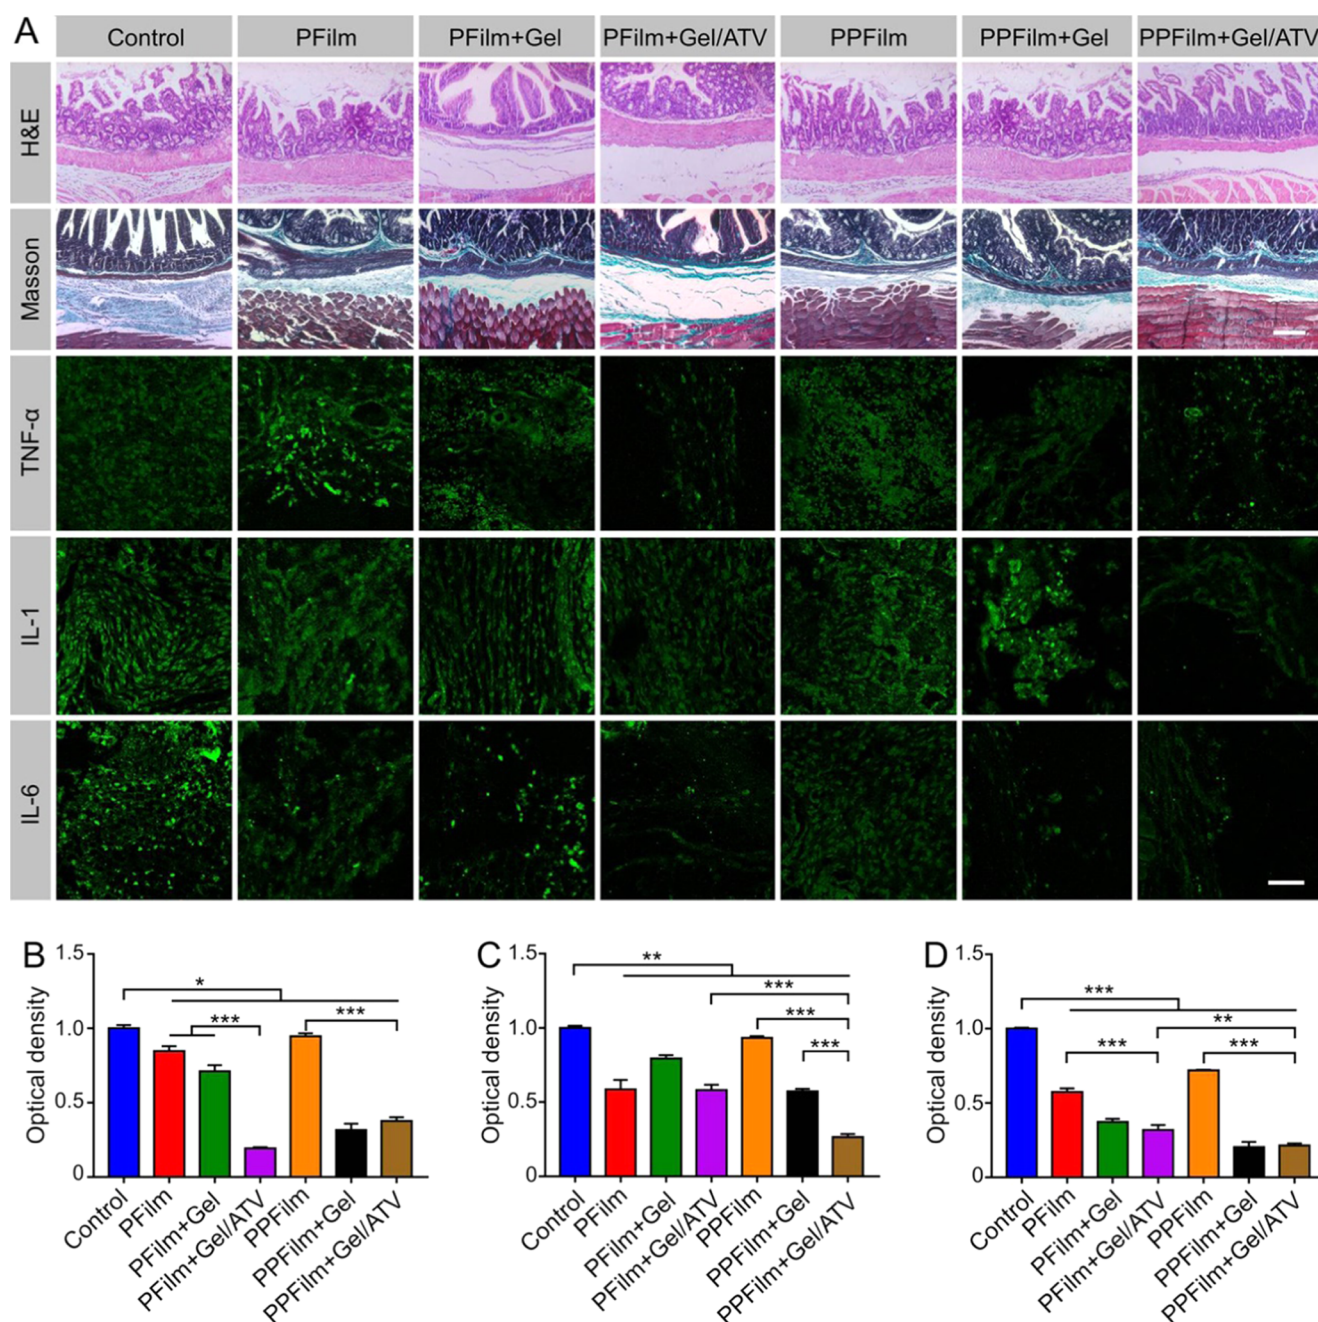 A
Control PFilm PFilm+Gel PFilm+Gel/ATV PPFilm PPFilm+Gel PPFilm+Gel/ATV
H&E
Masson
TNF-α
IL-1
IL-6
B
Optical density
1.5
1.0
0.5
0
*
***
***
Control PFilm PFilm+Gel PFilm+Gel/ATV PPFilm PPFilm+Gel PPFilm+Gel/ATV
C
Optical density
1.5
1.0
0.5
0
**
***
***
***
Control PFilm PFilm+Gel PFilm+Gel/ATV PPFilm PPFilm+Gel PPFilm+Gel/ATV
D
Optical density
1.5
1.0
0.5
0
***
**
***
***
Control PFilm PFilm+Gel PFilm+Gel/ATV PPFilm PPFilm+Gel PPFilm+Gel/ATV